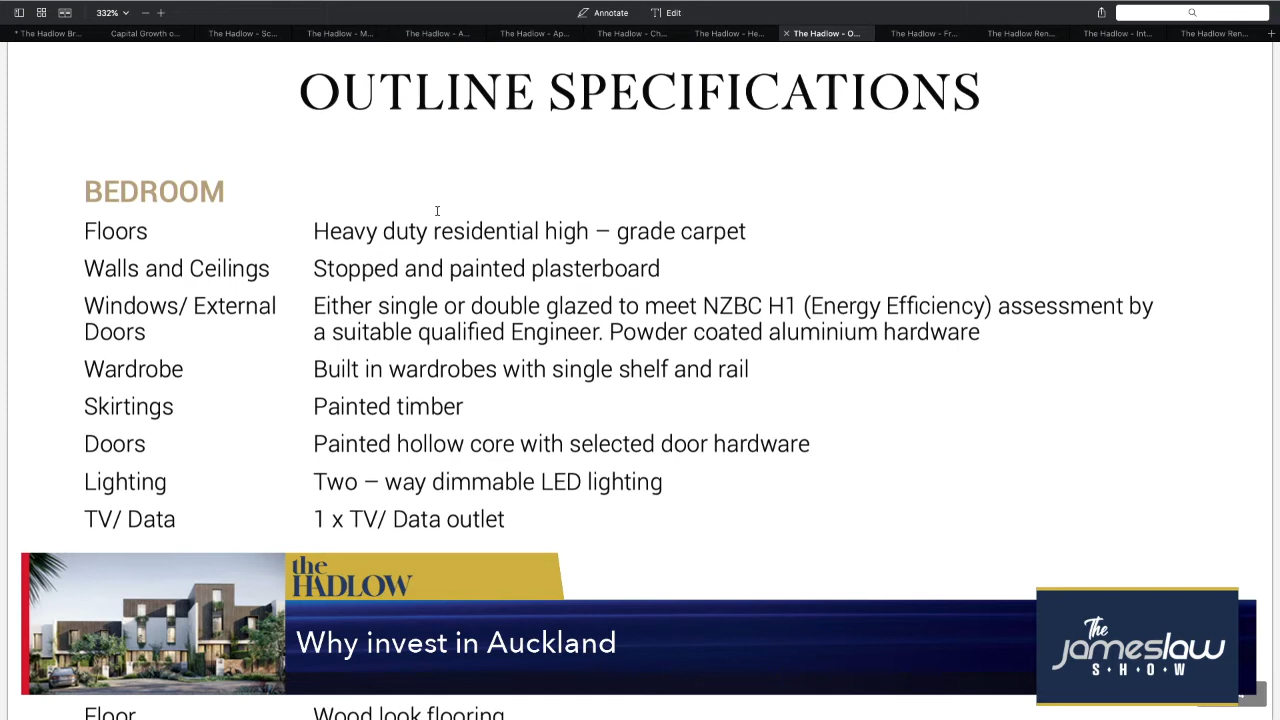 332%
Annotate
Edit
* The Hadlow Br...
Capital Growth o...
The Hadlow - Sc...
The Hadlow - M...
The Hadlow - A...
The Hadlow - Ap...
The Hadlow - Ch...
The Hadlow - He...
The Hadlow - O...
The Hadlow - Fr...
The Hadlow Ren...
The Hadlow - Int...
The Hadlow Ren...
OUTLINE SPECIFICATIONS
BEDROOM
Floors Heavy duty residential high – grade carpet
Walls and Ceilings Stopped and painted plasterboard
Windows/ External Either single or double glazed to meet NZBC H1 (Energy Efficiency) assessment by
Doors a suitable qualified Engineer. Powder coated aluminium hardware
Wardrobe Built in wardrobes with single shelf and rail
Skirtings Painted timber
Doors Painted hollow core with selected door hardware
Lighting Two – way dimmable LED lighting
TV/ Data 1 x TV/ Data outlet
the
HADLOW
Why invest in Auckland
The
jameslaw
S·H·O·W
Floor Wood look flooring